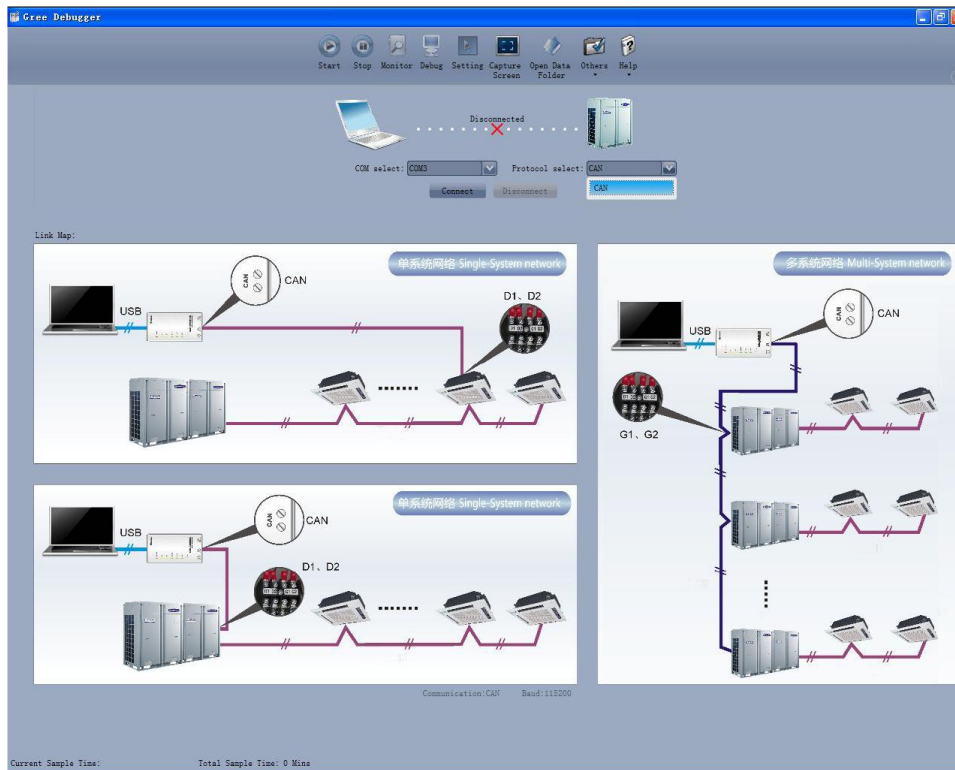 Gree Debugger
Start Stop Monitor Debug Setting Capture Screen Open Data Folder Others Help
Disconnected
COM select: COM3 Protocol select: CAN
CAN
Connect Disconnect
Link Map:
单系统网络 Single-System network
CAN
CAN
USB
D1、D2
单系统网络 Single-System network
CAN
CAN
USB
D1、D2
多系统网络 Multi-System network
CAN
CAN
USB
G1、G2
Communication:CAN Baud:115200
Current Sample Time: Total Sample Time: 0 Mins